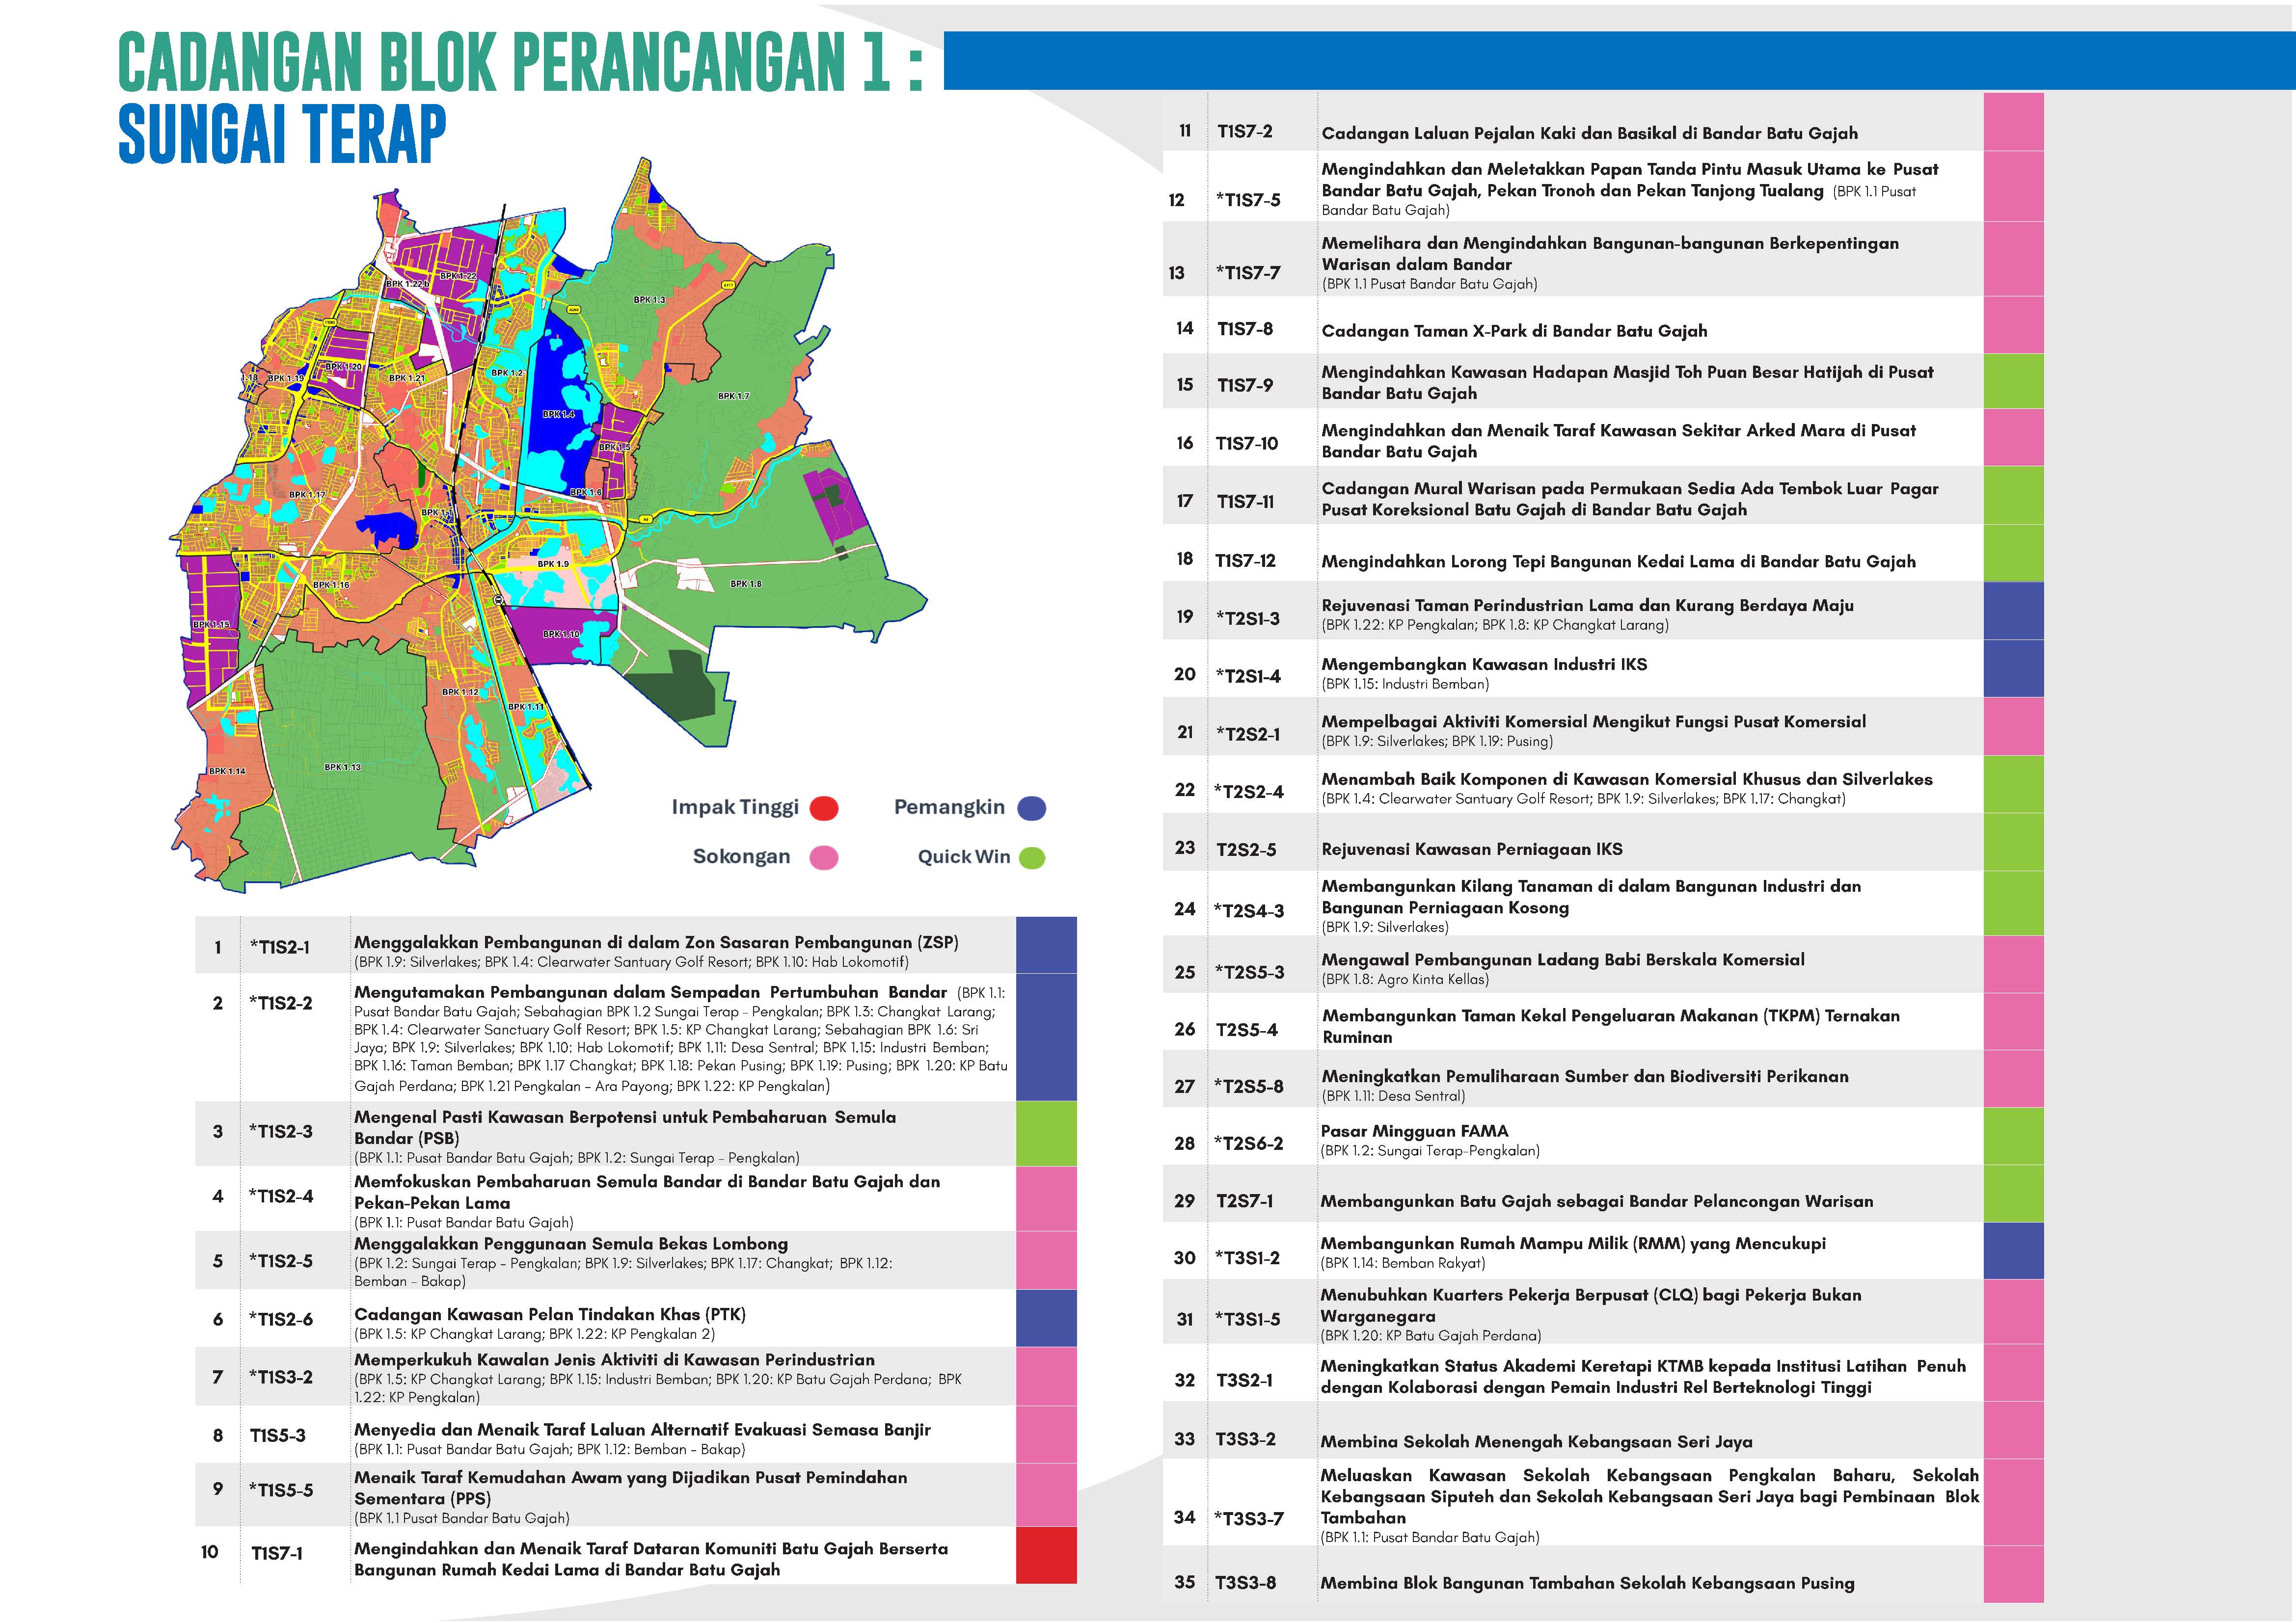 CADANGAN BLOK PERANCANGAN 1 :
SUNGAI TERAP
BPK 1.22
BPK 1.22b
BPK 1.3
BPK 1.20
1.18
BPK 1.19
BPK 1.21
BPK 1.2
BPK 1.7
BPK 1.4
BPK 1.5
BPK 1.6
BPK 1.17
BPK 1.9
BPK 1.8
BPK 1.16
BPK 1.15
BPK 1.10
BPK 1.12
BPK 1.11
BPK 1.13
BPK 1.14
Impak Tinggi
Pemangkin
Sokongan
Quick Win
1 *T1S2-1 Menggalakkan Pembangunan di dalam Zon Sasaran Pembangunan (ZSP)
(BPK 1.9: Silverlakes; BPK 1.4: Clearwater Santuary Golf Resort; BPK 1.10: Hab Lokomotif)
2 *T1S2-2 Mengutamakan Pembangunan dalam Sempadan Pertumbuhan Bandar (BPK 1.1:
Pusat Bandar Batu Gajah; Sebahagian BPK 1.2 Sungai Terap - Pengkalan; BPK 1.3: Changkat Larang;
BPK 1.4: Clearwater Sanctuary Golf Resort; BPK 1.5: KP Changkat Larang; Sebahagian BPK 1.6: Sri
Jaya; BPK 1.9: Silverlakes; BPK 1.10: Hab Lokomotif; BPK 1.11: Desa Sentral; BPK 1.15: Industri Bemban;
BPK 1.16: Taman Bemban; BPK 1.17 Changkat; BPK 1.18: Pekan Pusing; BPK 1.19: Pusing; BPK 1.20: KP Batu
Gajah Perdana; BPK 1.21 Pengkalan - Ara Payong; BPK 1.22: KP Pengkalan)
3 *T1S2-3 Mengenal Pasti Kawasan Berpotensi untuk Pembaharuan Semula
Bandar (PSB)
(BPK 1.1: Pusat Bandar Batu Gajah; BPK 1.2: Sungai Terap - Pengkalan)
4 *T1S2-4 Memfokuskan Pembaharuan Semula Bandar di Bandar Batu Gajah dan
Pekan-Pekan Lama
(BPK 1.1: Pusat Bandar Batu Gajah)
5 *T1S2-5 Menggalakkan Penggunaan Semula Bekas Lombong
(BPK 1.2: Sungai Terap - Pengkalan; BPK 1.9: Silverlakes; BPK 1.17: Changkat; BPK 1.12:
Bemban - Bakap)
6 *T1S2-6 Cadangan Kawasan Pelan Tindakan Khas (PTK)
(BPK 1.5: KP Changkat Larang; BPK 1.22: KP Pengkalan 2)
7 *T1S3-2 Memperkukuh Kawalan Jenis Aktiviti di Kawasan Perindustrian
(BPK 1.5: KP Changkat Larang; BPK 1.15: Industri Bemban; BPK 1.20: KP Batu Gajah Perdana; BPK
1.22: KP Pengkalan)
8 T1S5-3 Menyedia dan Menaik Taraf Laluan Alternatif Evakuasi Semasa Banjir
(BPK 1.1: Pusat Bandar Batu Gajah; BPK 1.12: Bemban - Bakap)
9 *T1S5-5 Menaik Taraf Kemudahan Awam yang Dijadikan Pusat Pemindahan
Sementara (PPS)
(BPK 1.1 Pusat Bandar Batu Gajah)
10 T1S7-1 Mengindahkan dan Menaik Taraf Dataran Komuniti Batu Gajah Berserta
Bangunan Rumah Kedai Lama di Bandar Batu Gajah
11 T1S7-2 Cadangan Laluan Pejalan Kaki dan Basikal di Bandar Batu Gajah
12 *T1S7-5 Mengindahkan dan Meletakkan Papan Tanda Pintu Masuk Utama ke Pusat
Bandar Batu Gajah, Pekan Tronoh dan Pekan Tanjong Tualang (BPK 1.1 Pusat
Bandar Batu Gajah)
13 *T1S7-7 Memelihara dan Mengindahkan Bangunan-bangunan Berkepentingan
Warisan dalam Bandar
(BPK 1.1 Pusat Bandar Batu Gajah)
14 T1S7-8 Cadangan Taman X-Park di Bandar Batu Gajah
15 T1S7-9 Mengindahkan Kawasan Hadapan Masjid Toh Puan Besar Hatijah di Pusat
Bandar Batu Gajah
16 T1S7-10 Mengindahkan dan Menaik Taraf Kawasan Sekitar Arked Mara di Pusat
Bandar Batu Gajah
17 T1S7-11 Cadangan Mural Warisan pada Permukaan Sedia Ada Tembok Luar Pagar
Pusat Koreksional Batu Gajah di Bandar Batu Gajah
18 T1S7-12 Mengindahkan Lorong Tepi Bangunan Kedai Lama di Bandar Batu Gajah
19 *T2S1-3 Rejuvenasi Taman Perindustrian Lama dan Kurang Berdaya Maju
(BPK 1.22: KP Pengkalan; BPK 1.8: KP Changkat Larang)
20 *T2S1-4 Mengembangkan Kawasan Industri IKS
(BPK 1.15: Industri Bemban)
21 *T2S2-1 Mempelbagai Aktiviti Komersial Mengikut Fungsi Pusat Komersial
(BPK 1.9: Silverlakes; BPK 1.19: Pusing)
22 *T2S2-4 Menambah Baik Komponen di Kawasan Komersial Khusus dan Silverlakes
(BPK 1.4: Clearwater Santuary Golf Resort; BPK 1.9: Silverlakes; BPK 1.17: Changkat)
23 T2S2-5 Rejuvenasi Kawasan Perniagaan IKS
24 *T2S4-3 Membangunkan Kilang Tanaman di dalam Bangunan Industri dan
Bangunan Perniagaan Kosong
(BPK 1.9: Silverlakes)
25 *T2S5-3 Mengawal Pembangunan Ladang Babi Berskala Komersial
(BPK 1.8: Agro Kinta Kellas)
26 T2S5-4 Membangunkan Taman Kekal Pengeluaran Makanan (TKPM) Ternakan
Ruminan
27 *T2S5-8 Meningkatkan Pemuliharaan Sumber dan Biodiversiti Perikanan
(BPK 1.11: Desa Sentral)
28 *T2S6-2 Pasar Mingguan FAMA
(BPK 1.2: Sungai Terap-Pengkalan)
29 T2S7-1 Membangunkan Batu Gajah sebagai Bandar Pelancongan Warisan
30 *T3S1-2 Membangunkan Rumah Mampu Milik (RMM) yang Mencukupi
(BPK 1.14: Bemban Rakyat)
31 *T3S1-5 Menubuhkan Kuarters Pekerja Berpusat (CLQ) bagi Pekerja Bukan
Warganegara
(BPK 1.20: KP Batu Gajah Perdana)
32 T3S2-1 Meningkatkan Status Akademi Keretapi KTMB kepada Institusi Latihan Penuh
dengan Kolaborasi dengan Pemain Industri Rel Berteknologi Tinggi
33 T3S3-2 Membina Sekolah Menengah Kebangsaan Seri Jaya
34 *T3S3-7 Meluaskan Kawasan Sekolah Kebangsaan Pengkalan Baharu, Sekolah
Kebangsaan Siputeh dan Sekolah Kebangsaan Seri Jaya bagi Pembinaan Blok
Tambahan
(BPK 1.1: Pusat Bandar Batu Gajah)
35 T3S3-8 Membina Blok Bangunan Tambahan Sekolah Kebangsaan Pusing